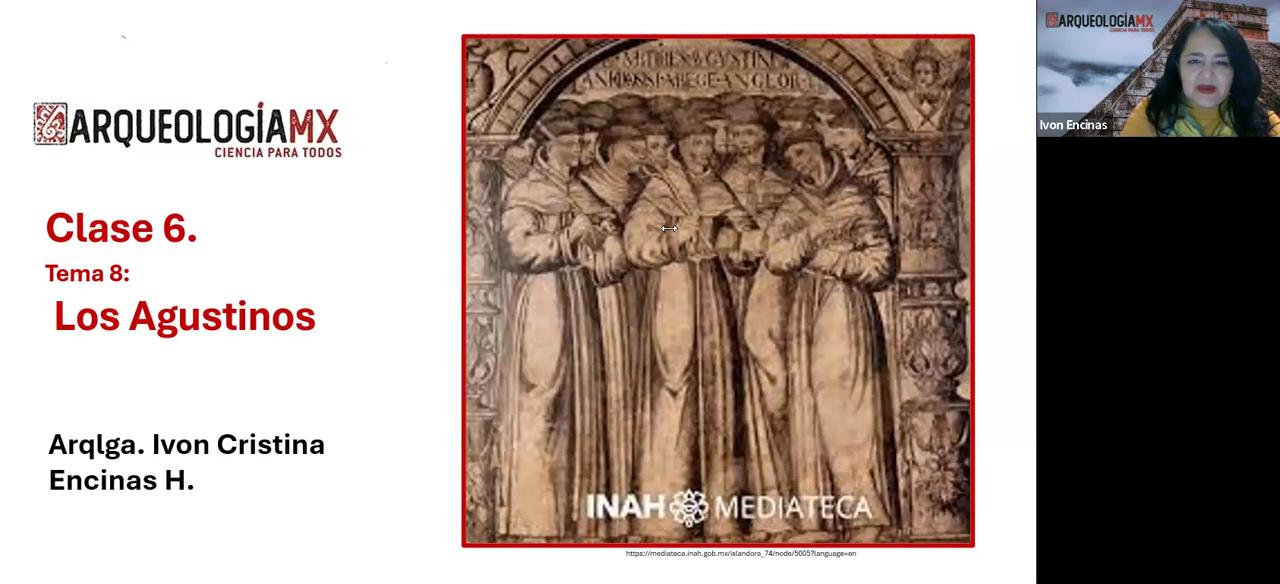 ARQUEOLOGÍAMX
CIENCIA PARA TODOS
Clase 6.
Tema 8:
Los Agustinos
Arqlga. Ivon Cristina
Encinas H.
INAH MEDIATECA
https://mediateca.inah.gob.mx/islandora_74/node/5005?language=en
ARQUEOLOGÍAMX
CIENCIA PARA TODOS
Ivon Encinas